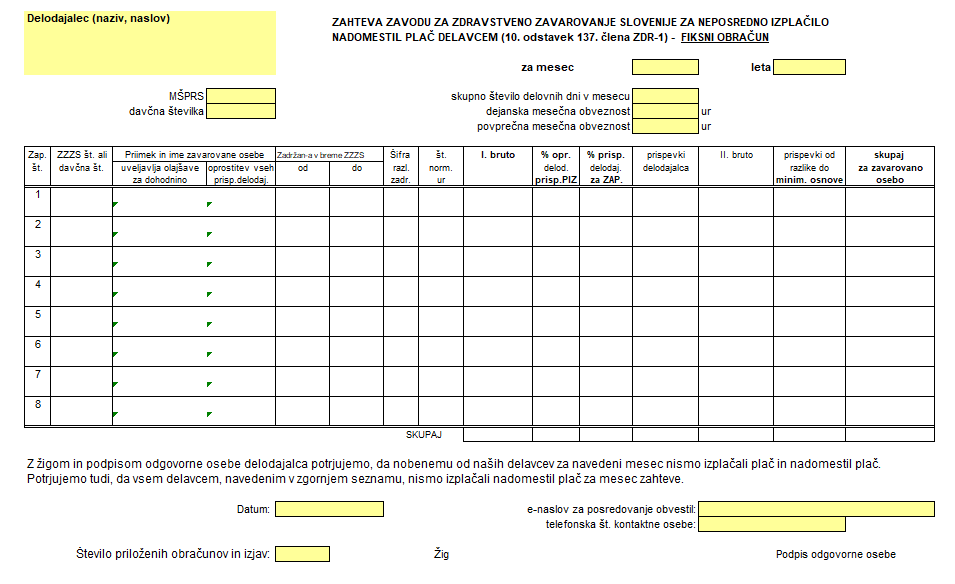 Delodajalec (naziv, naslov)
ZAHTEVA ZAVODU ZA ZDRAVSTVENO ZAVAROVANJE SLOVENIJE ZA NEPOSREDNO IZPLAČILO
NADOMESTIL PLAČ DELAVCEM (10. odstavek 137. člena ZDR-1) - FIKSNI OBRAČUN
za mesec leta
MŠPRS skupno število delovnih dni v mesecu
davčna številka dejanska mesečna obveznost ur
povprečna mesečna obveznost ur
Zap. ZZZS št. ali Priimek in ime zavarovane osebe Zadržan-a v breme ZZZS Šifra št. I. bruto % opr. % prisp. prispevki II. bruto prispevki od skupaj
št. davčna št. uveljavlja olajšave oprostitev vseh od do razl. norm. delod. delodaj. delodajalca razlike do za zavarovano
za dohodnino prisp.delodaj. zadr. ur prisp.PIZ za ZAP. minim. osnove osebo
1
2
3
4
5
6
7
8
SKUPAJ
Z žigom in podpisom odgovorne osebe delodajalca potrjujemo, da nobenemu od naših delavcev za navedeni mesec nismo izplačali plač in nadomestil plač.
Potrjujemo tudi, da vsem delavcem, navedenim v zgornjem seznamu, nismo izplačali nadomestil plač za mesec zahteve.
Datum: e-naslov za posredovanje obvestil:
telefonska št. kontaktne osebe:
Število priloženih obračunov in izjav: Žig Podpis odgovorne osebe